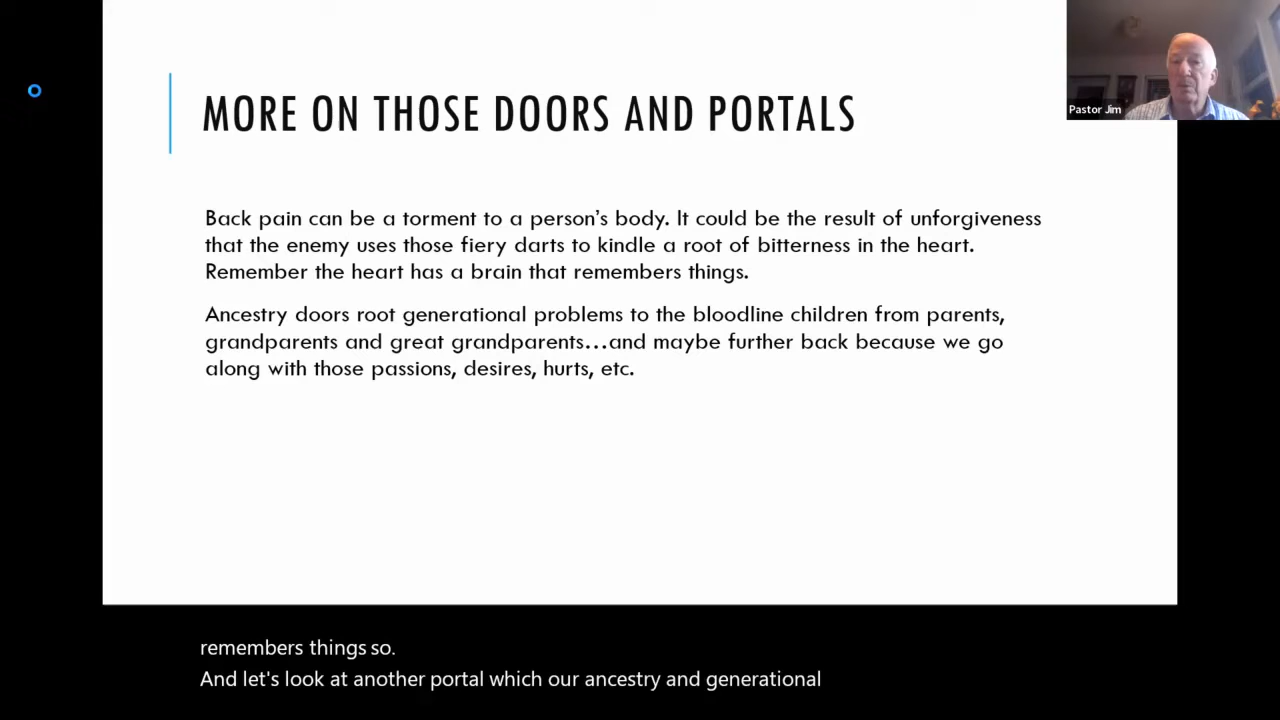 MORE ON THOSE DOORS AND PORTALS
Pastor Jim
Back pain can be a torment to a person’s body. It could be the result of unforgiveness
that the enemy uses those fiery darts to kindle a root of bitterness in the heart.
Remember the heart has a brain that remembers things.
Ancestry doors root generational problems to the bloodline children from parents,
grandparents and great grandparents…and maybe further back because we go
along with those passions, desires, hurts, etc.
remembers things so.
And let's look at another portal which our ancestry and generational